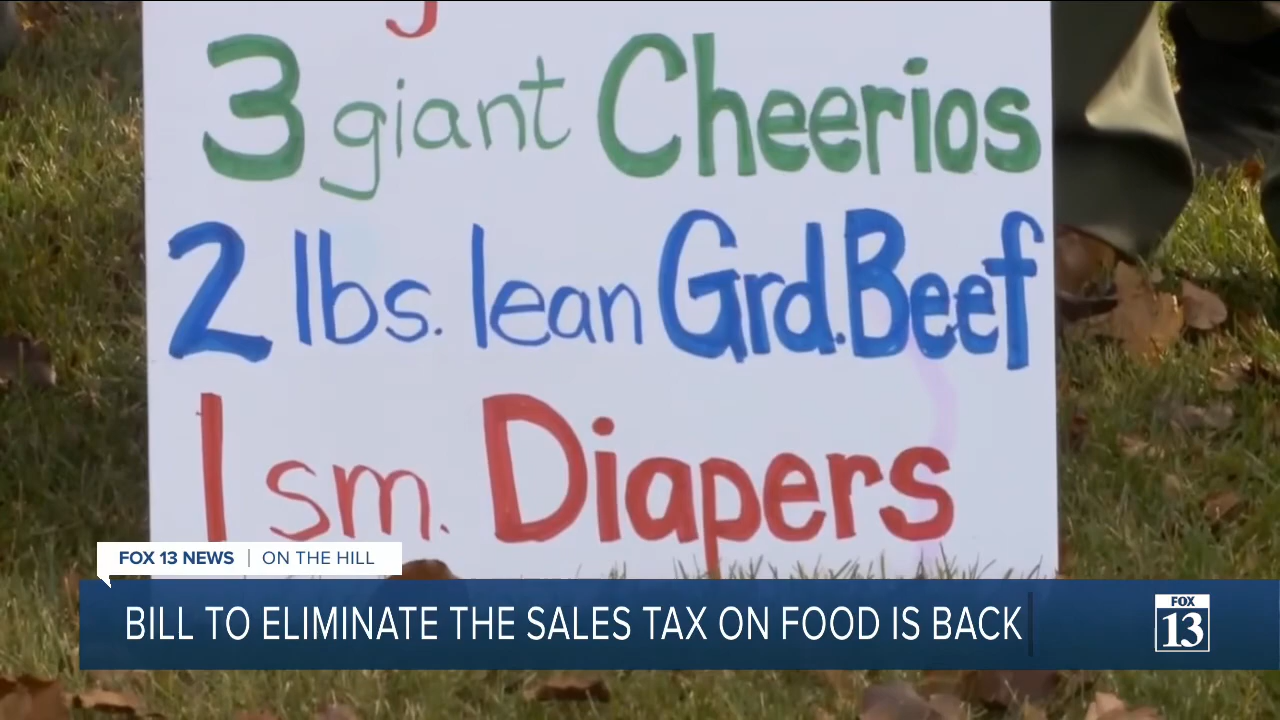 3 giant Cheerios
2 lbs. lean Grd. Beef
1 sm. Diapers
FOX 13 NEWS | ON THE HILL
BILL TO ELIMINATE THE SALES TAX ON FOOD IS BACK
FOX
13